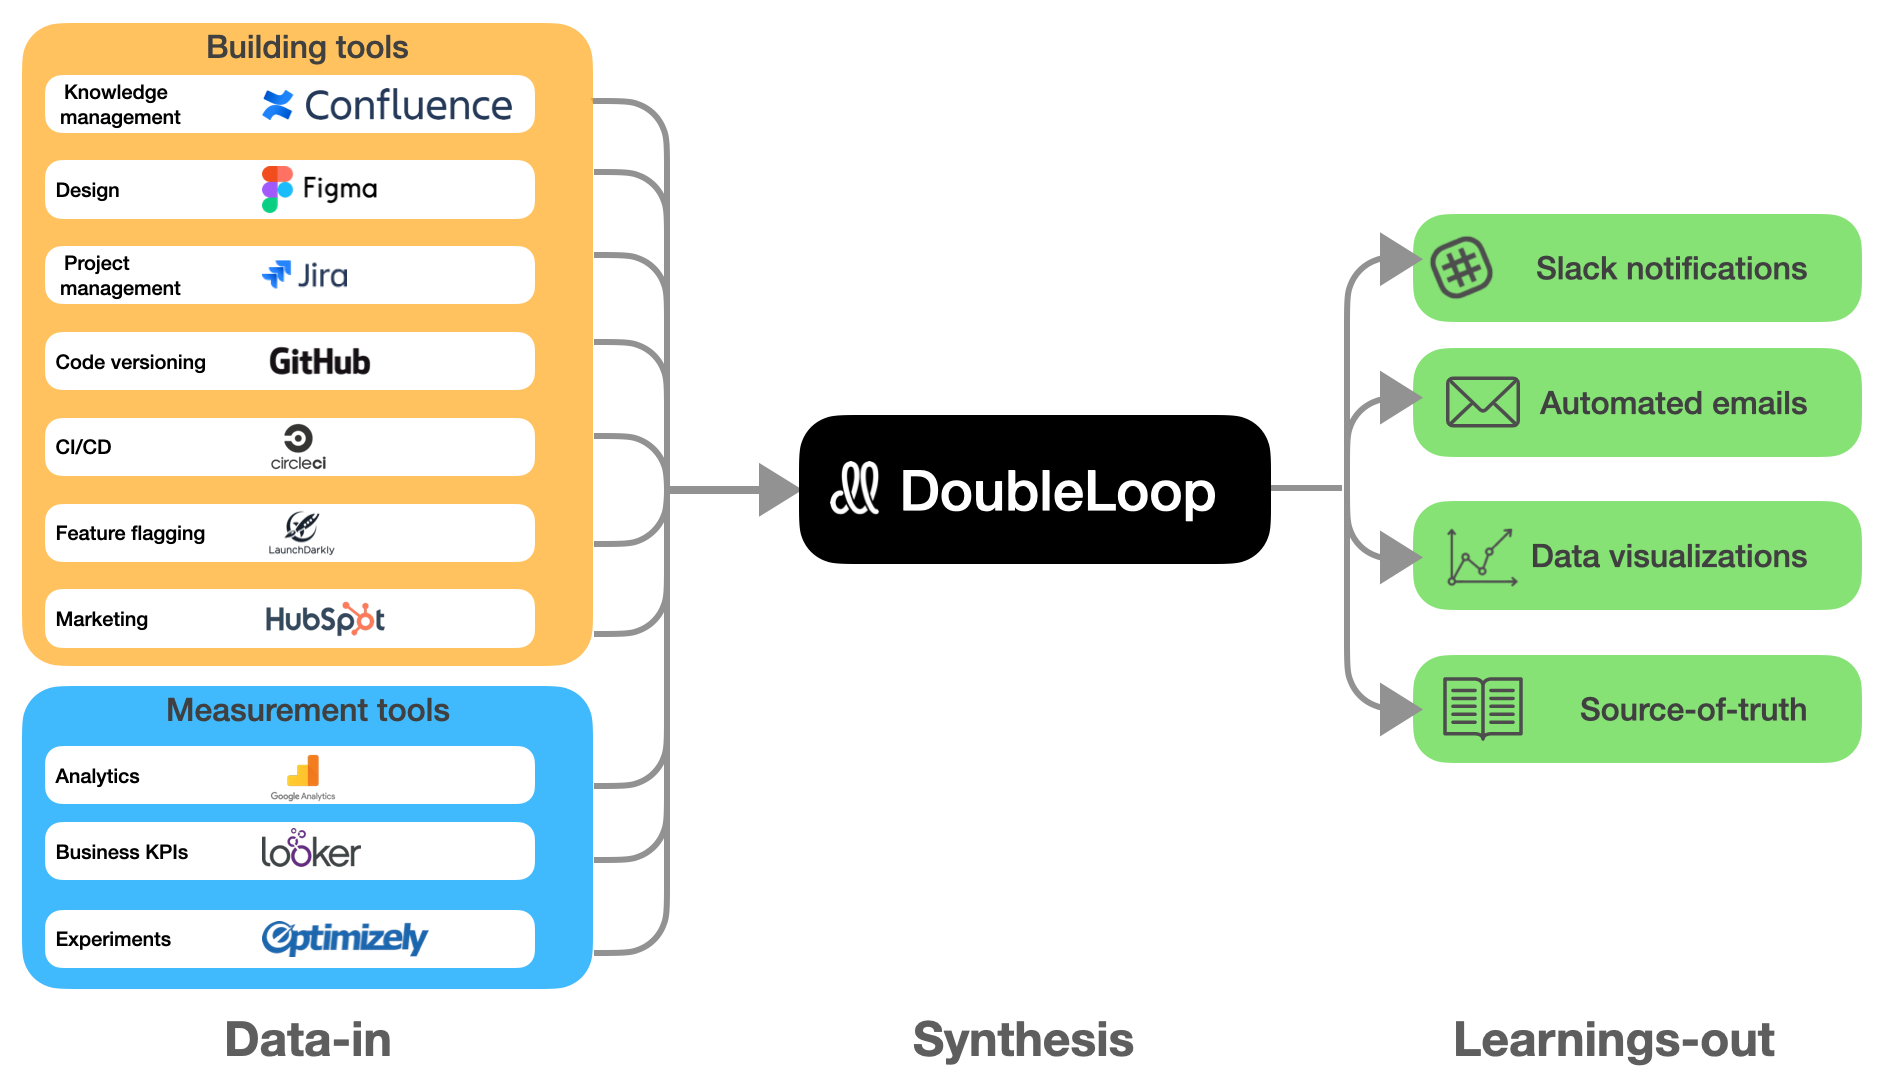 Building tools
Knowledge
management
Confluence
Design
Figma
Project
management
Jira
Code versioning
GitHub
CI/CD
circleci
Feature flagging
LaunchDarkly
Marketing
HubSpot
Measurement tools
Analytics
Google Analytics
Business KPIs
looker
Experiments
Optimizely
Data-in
DoubleLoop
Synthesis
Slack notifications
Automated emails
Data visualizations
Source-of-truth
Learnings-out